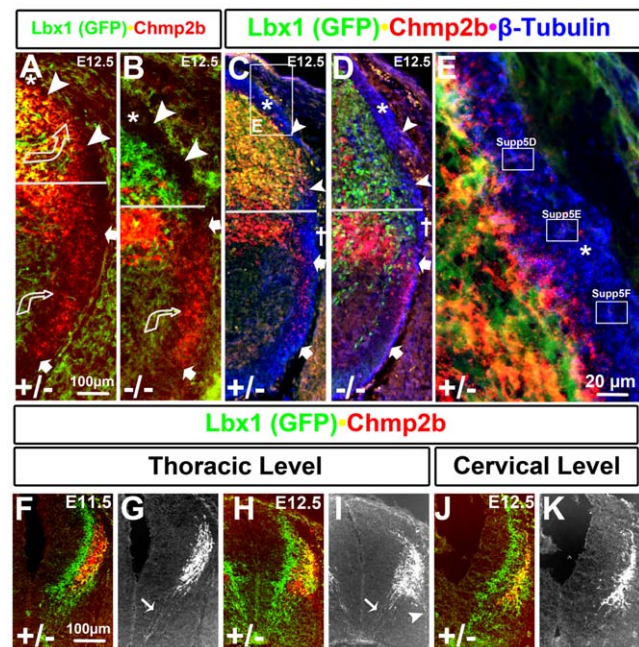 Lbx1 (GFP)•Chmp2b
Lbx1 (GFP)•Chmp2b•β-Tubulin
A E12.5
B E12.5
C E12.5
D E12.5
E
*
*
*
*
E
Supp5D
Supp5E
*
Supp5F
†
†
+/- 100µm
-/-
+/-
-/-
+/- 20 µm
Lbx1 (GFP)•Chmp2b
Thoracic Level
Cervical Level
F E11.5
G
H E12.5
I
J E12.5
K
+/- 100µm
+/-
+/-